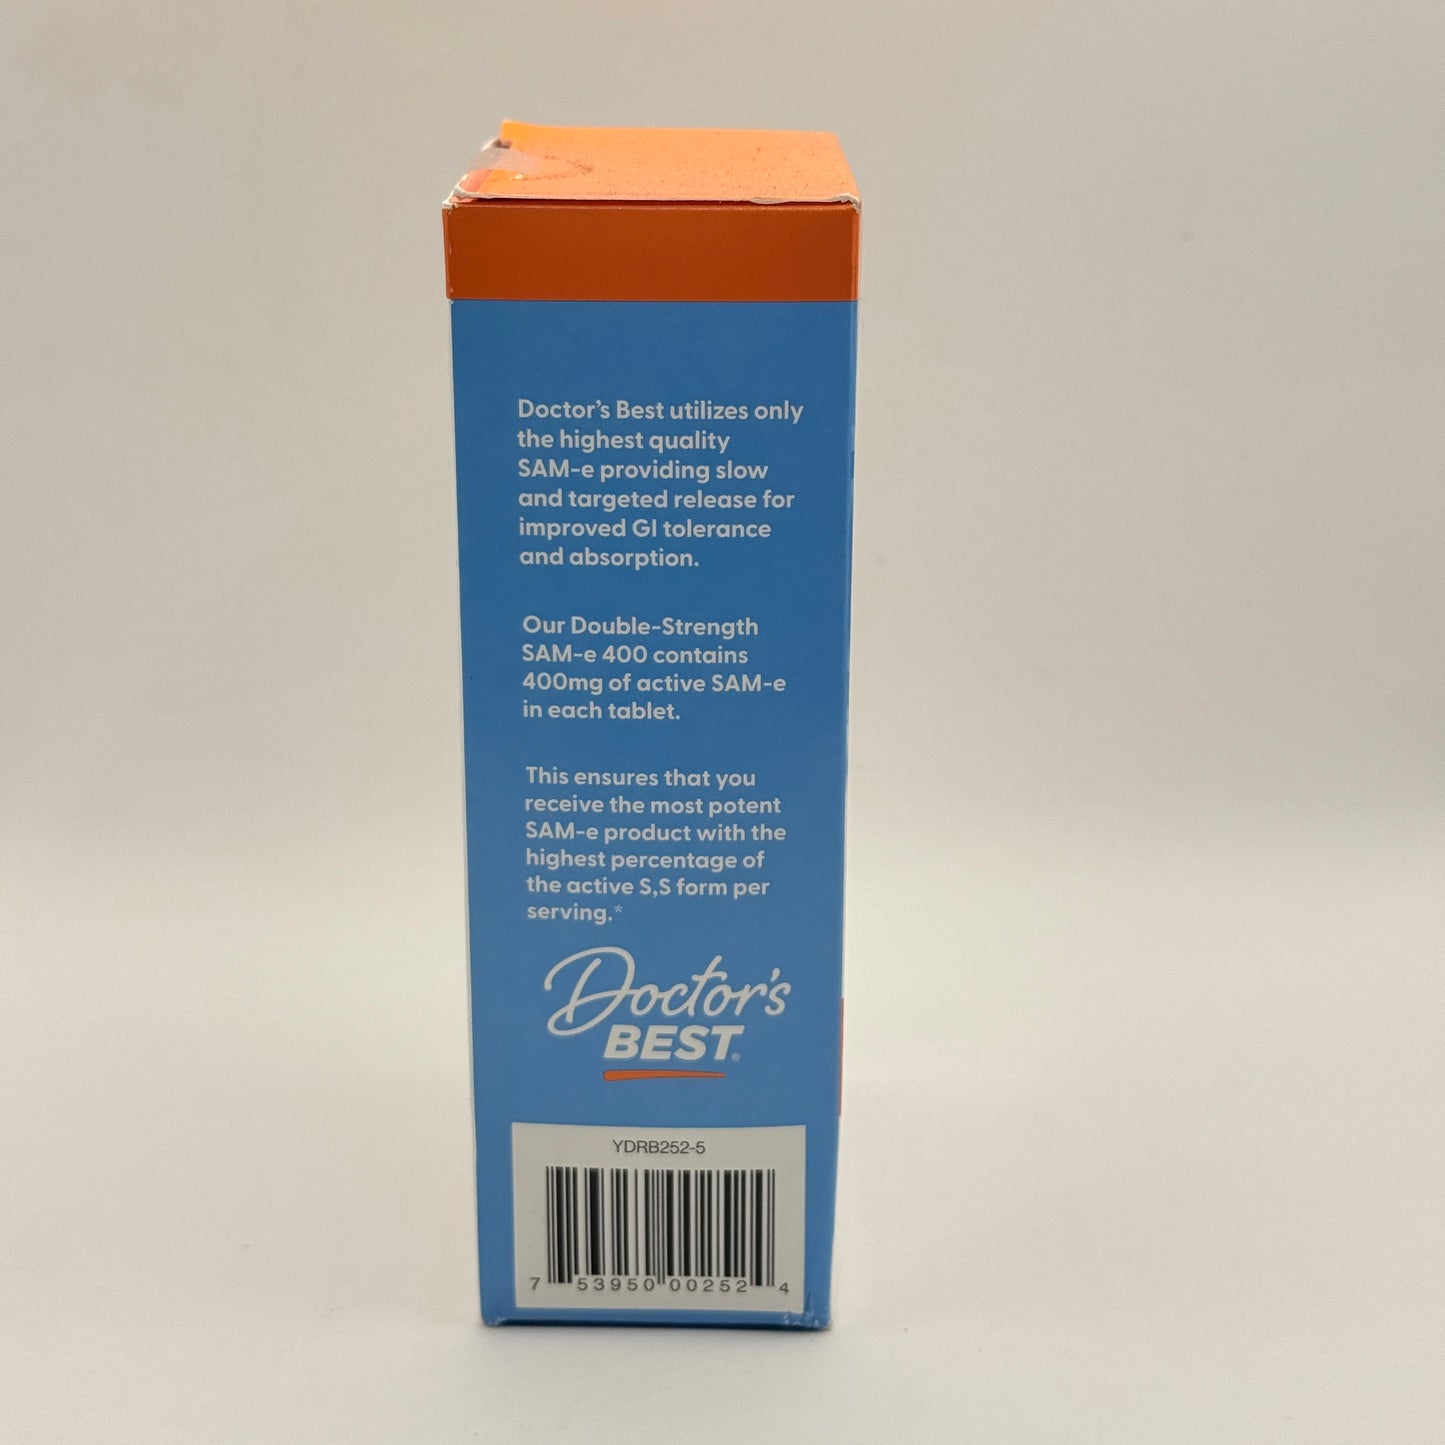 Doctor's Best utilizes only
the highest quality
SAM-e providing slow
and targeted release for
improved GI tolerance
and absorption.
Our Double-Strength
SAM-e 400 contains
400mg of active SAM-e
in each tablet.
This ensures that you
receive the most potent
SAM-e product with the
highest percentage of
the active S,S form per
serving.*
Doctor's
BEST®
YDRB252-5
7 53950 00252 4